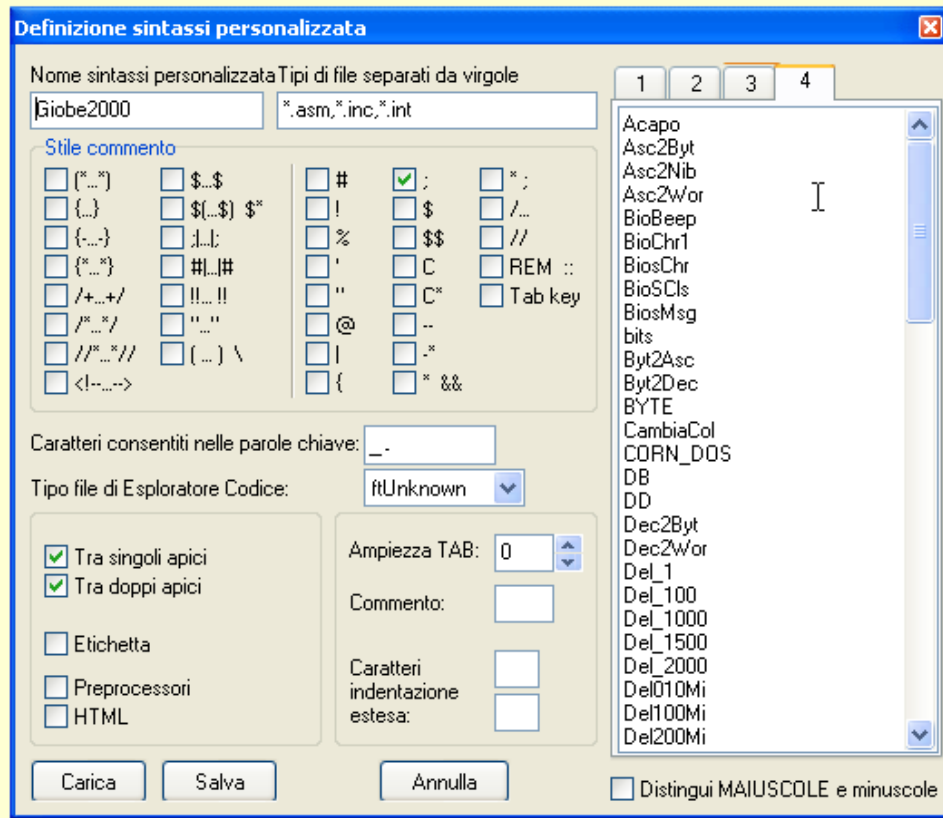 Definizione sintassi personalizzata
Nome sintassi personalizzata Tipi di file separati da virgole
Giobe2000 *.asm,*.inc,*.int
Stile commento
(*...*) $...$ # ; * ;
{...} $(...$) $* ! $ /...
{-...-} ;|...|; % $$ //
{*...*} #|...|# ' C REM ::
/+...+/ !!... !! " C* Tab key
/*...*/ "..." @ --
//*...*// ( ... ) \ | -*
<!--...--> { * &&
Caratteri consentiti nelle parole chiave: _.
Tipo file di Esploratore Codice: ftUnknown
Tra singoli apici
Tra doppi apici
Etichetta
Preprocessori
HTML
Ampiezza TAB: 0
Commento:
Caratteri
indentazione
estesa:
Carica Salva Annulla
1 2 3 4
Acapo
Asc2Byt
Asc2Nib
Asc2Wor
BioBeep
BioChr1
BiosChr
BioSCls
BiosMsg
bits
Byt2Asc
Byt2Dec
BYTE
CambiaCol
CORN_DOS
DB
DD
Dec2Byt
Dec2Wor
Del_1
Del_100
Del_1000
Del_1500
Del_2000
Del010Mi
Del100Mi
Del200Mi
Distingui MAIUSCOLE e minuscole